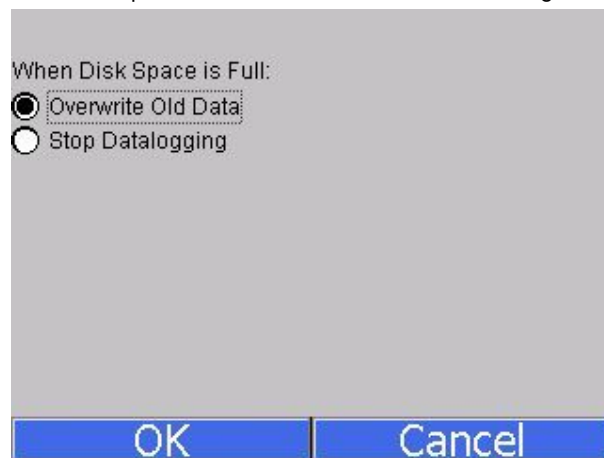 When Disk Space is Full:
Overwrite Old Data
Stop Datalogging
OK Cancel